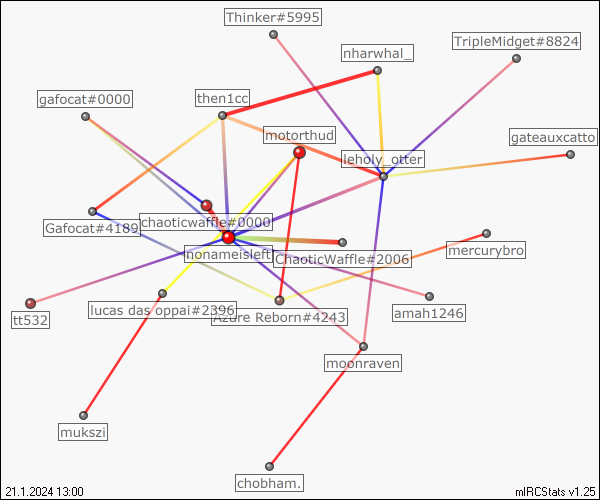 Thinker#5995
TripleMidget#8824
nharwhal_
gafocat#0000
then1cc
motorthud
gateauxcatto
leholy_otter
chaoticwaffle#0000
Gafocat#4189
nonameisleft
ChaoticWaffle#2006
mercurybro
lucas das oppai#2396
Azure Reborn#4243
amah1246
tt532
moonraven
mukszi
chobham.
21.1.2024 13:00
mIRCStats v1.25